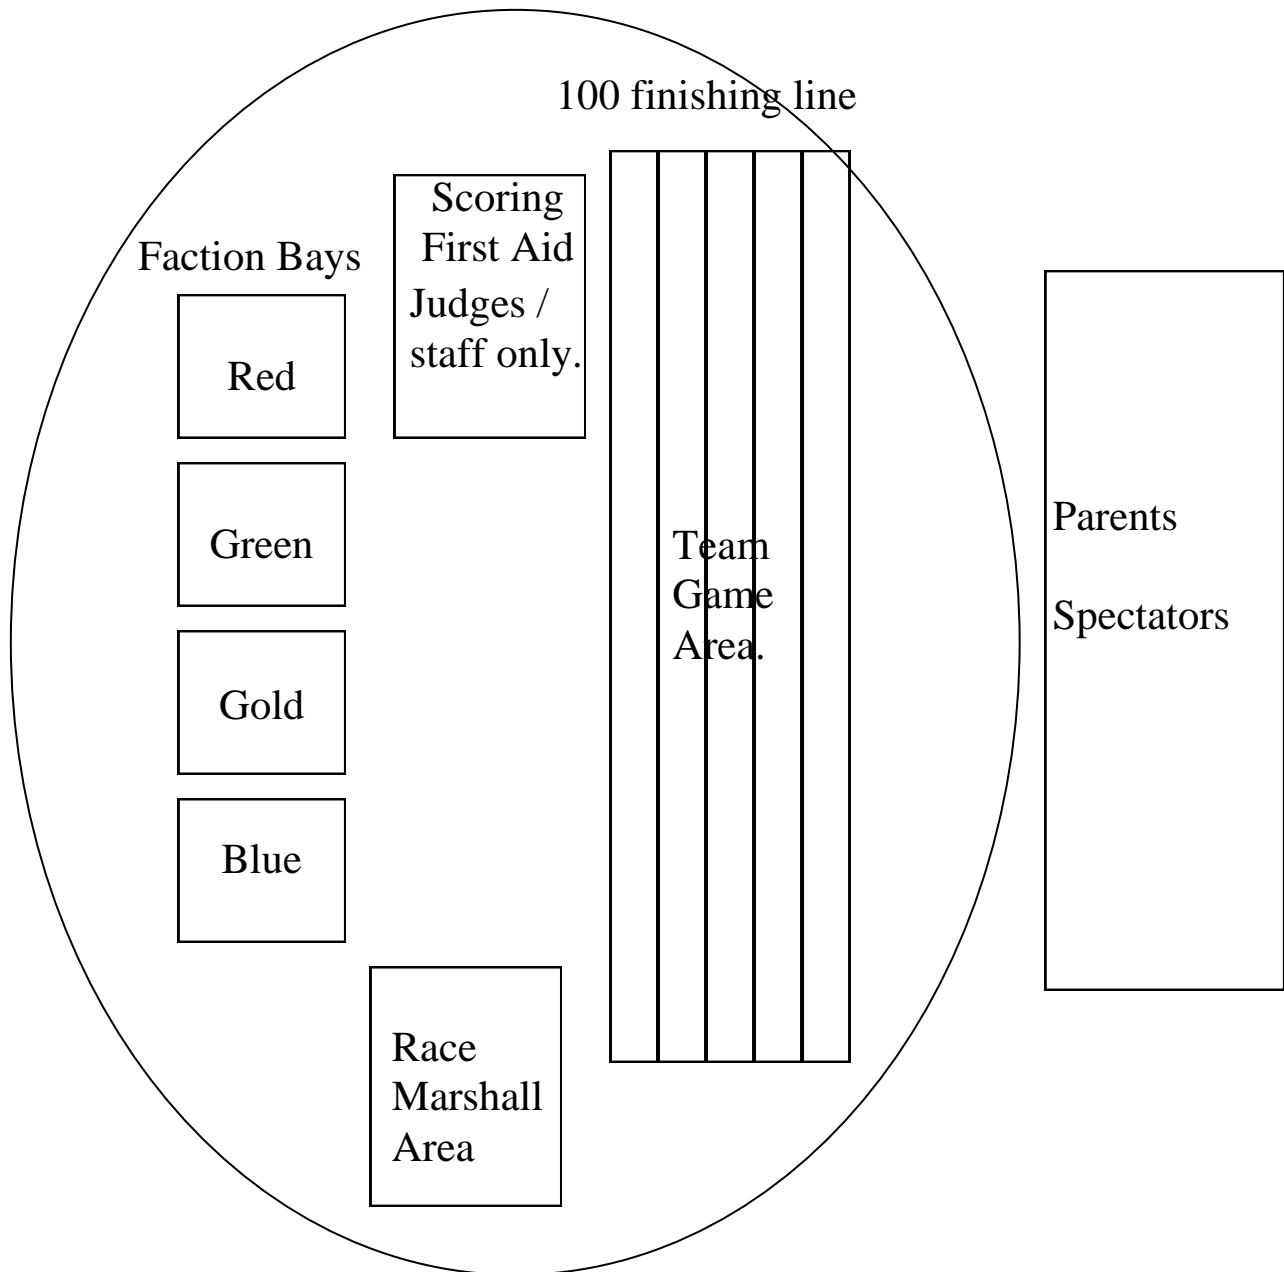 100 finishing line
Scoring
First Aid
Judges /
staff only.
Faction Bays
Red
Green
Gold
Blue
Team
Game
Area.
Parents
Spectators
Race
Marshall
Area